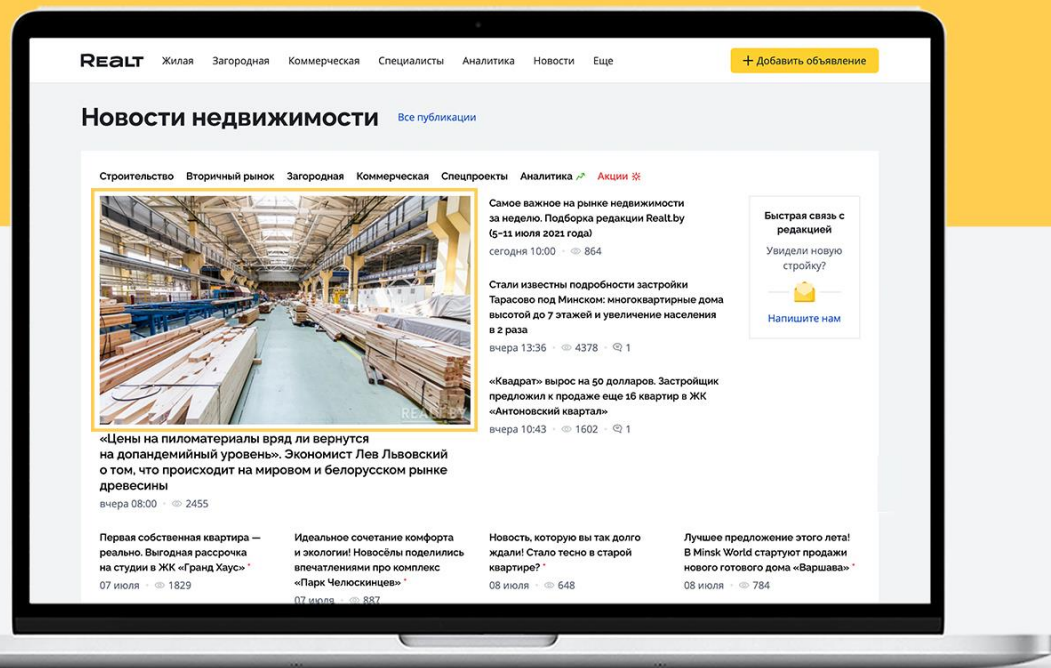 Realt
Жилая
Загородная
Коммерческая
Специалисты
Аналитика
Новости
Еще
+ Добавить объявление
Новости недвижимости
Все публикации
Строительство
Вторичный рынок
Загородная
Коммерческая
Спецпроекты
Аналитика
Акции
REALT.BY
«Цены на пиломатериалы вряд ли вернутся
на допандемийный уровень». Экономист Лев Львовский
о том, что происходит на мировом и белорусском рынке
древесины
вчера 08:00 · 2455
Самое важное на рынке недвижимости
за неделю. Подборка редакции Realt.by
(5–11 июля 2021 года)
сегодня 10:00 · 864
Стали известны подробности застройки
Тарасово под Минском: многоквартирные дома
высотой до 7 этажей и увеличение населения
в 2 раза
вчера 13:36 · 4378 · 1
«Квадрат» вырос на 50 долларов. Застройщик
предложил к продаже еще 16 квартир в ЖК
«Антоновский квартал»
вчера 10:43 · 1602 · 1
Быстрая связь с
редакцией
Увидели новую
стройку?
Напишите нам
Первая собственная квартира —
реально. Выгодная рассрочка
на студии в ЖК «Гранд Хаус» *
07 июля · 1829
Идеальное сочетание комфорта
и экологии! Новосёлы поделились
впечатлениями про комплекс
«Парк Челюскинцев» *
07 июля · 887
Новость, которую вы так долго
ждали! Стало тесно в старой
квартире? *
08 июля · 648
Лучшее предложение этого лета!
В Minsk World стартуют продажи
нового готового дома «Варшава» *
08 июля · 784